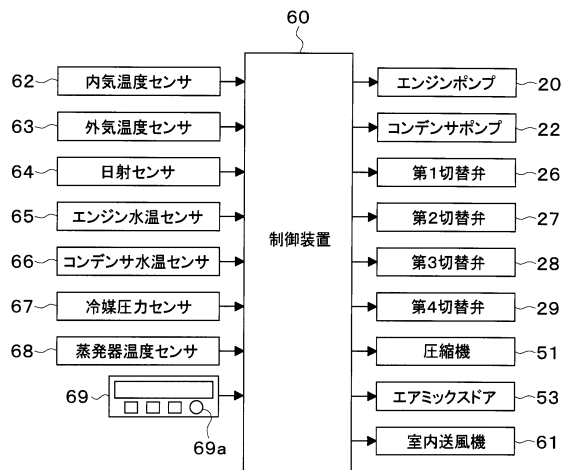 60
62 内気温度センサ
63 外気温度センサ
64 日射センサ
65 エンジン水温センサ
66 コンデンサ水温センサ
67 冷媒圧力センサ
68 蒸発器温度センサ
69
69a
制御装置
エンジンポンプ 20
コンデンサポンプ 22
第1切替弁 26
第2切替弁 27
第3切替弁 28
第4切替弁 29
圧縮機 51
エアミックスドア 53
室内送風機 61